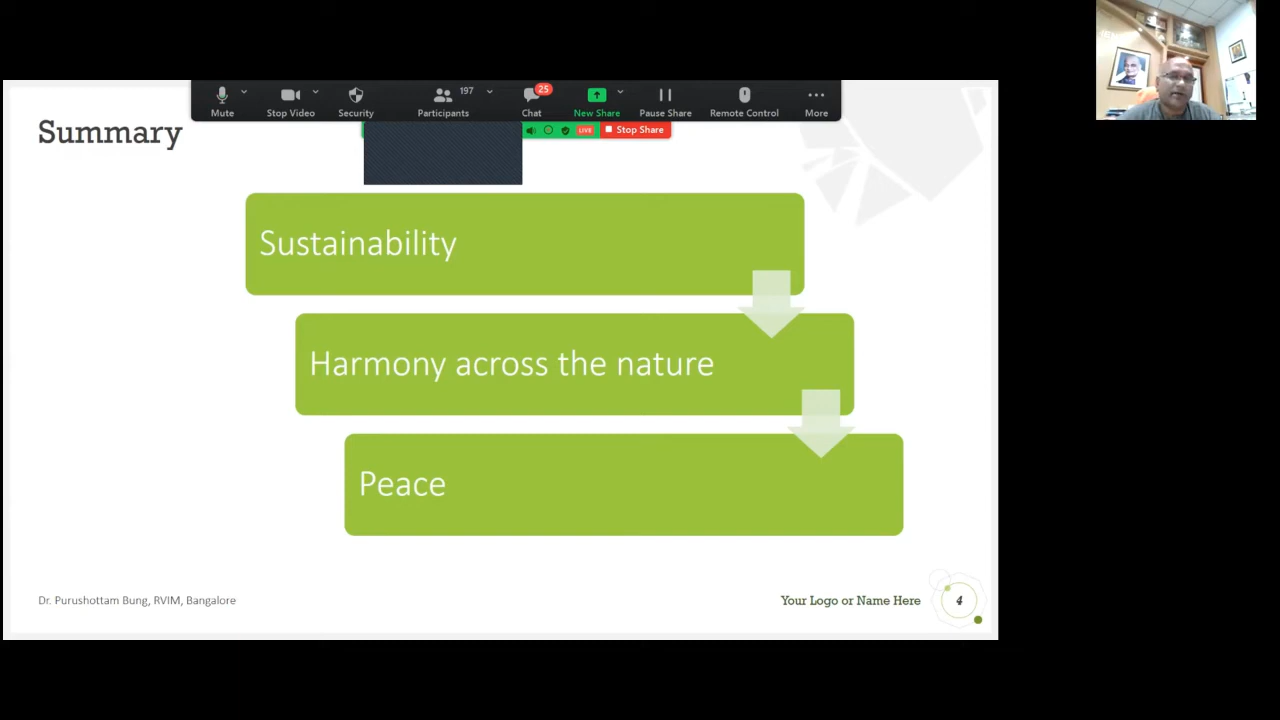 197
25
Mute
Stop Video
Security
Participants
Chat
New Share
Pause Share
Remote Control
More
LIVE
Stop Share
Summary
Sustainability
Harmony across the nature
Peace
Dr. Purushottam Bung, RVIM, Bangalore
Your Logo or Name Here
4